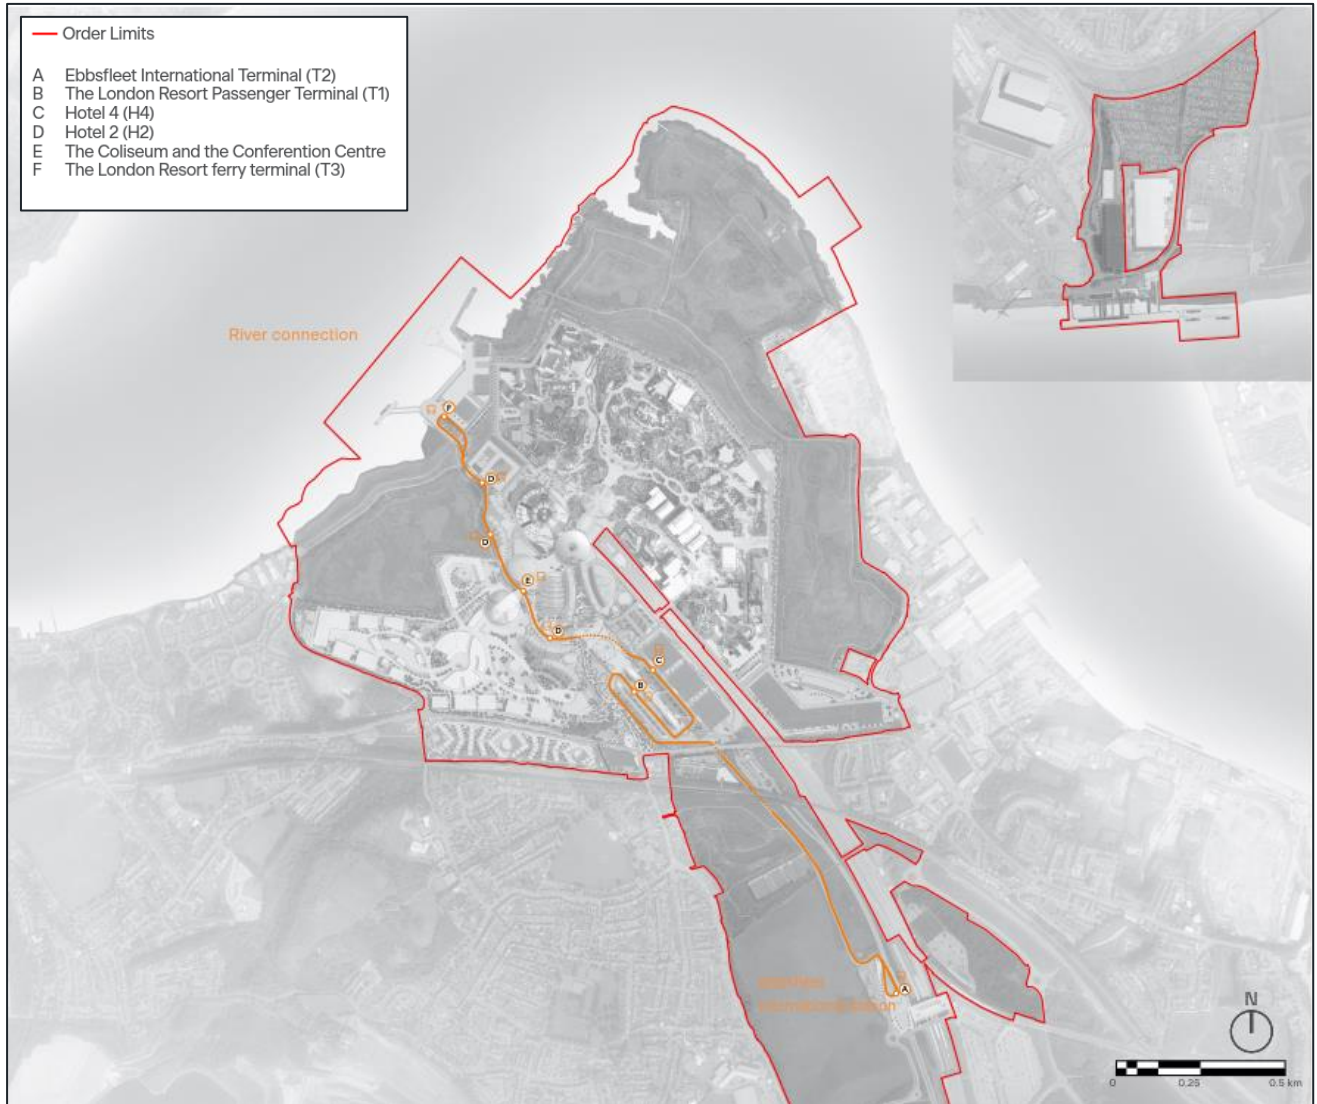 Order Limits
A Ebbsfleet International Terminal (T2)
B The London Resort Passenger Terminal (T1)
C Hotel 4 (H4)
D Hotel 2 (H2)
E The Coliseum and the Conferention Centre
F The London Resort ferry terminal (T3)
River connection
F
D
D
E
D
C
B
A
N
0 0.25 0.5 km